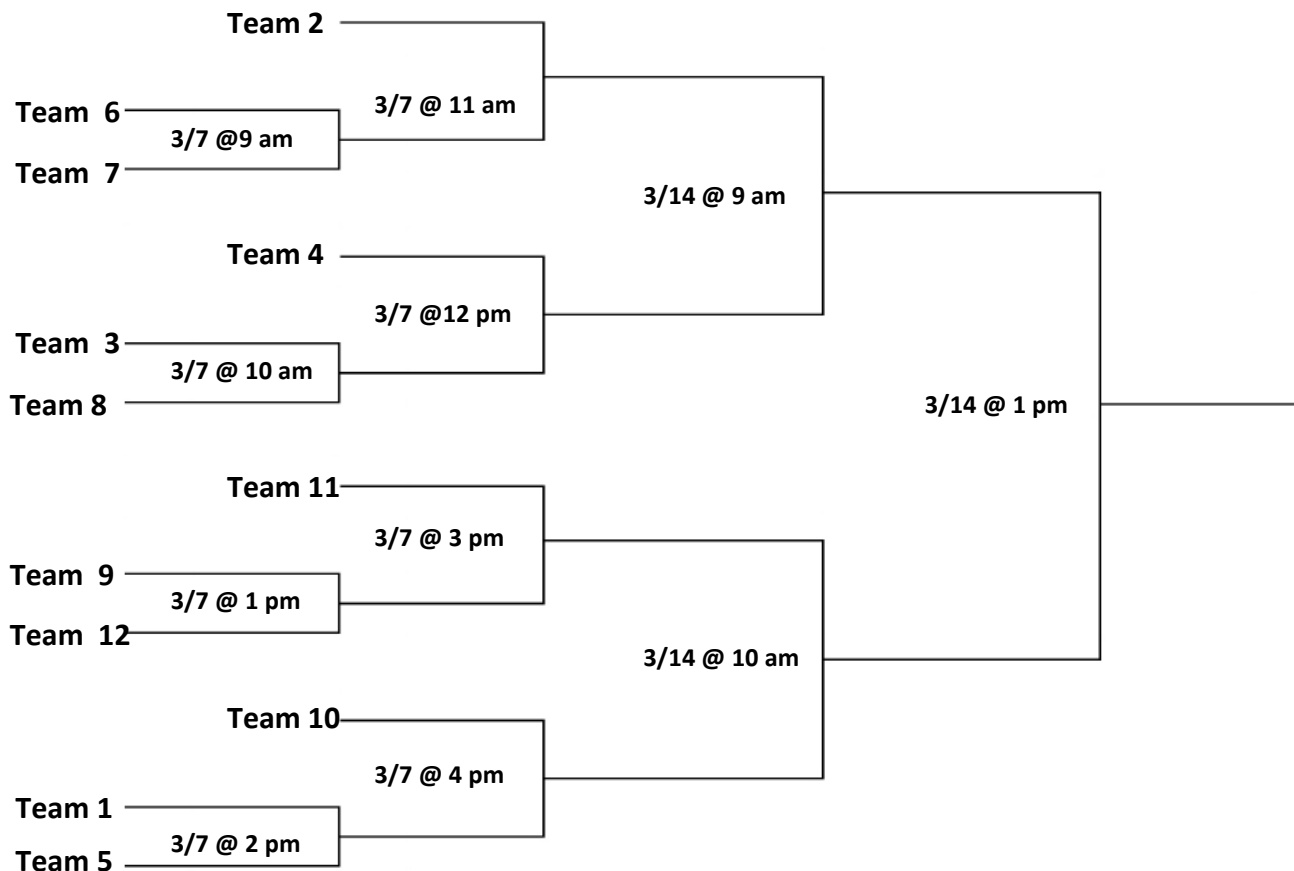 Team 2
3/7 @ 11 am
Team 6
3/7 @9 am
Team 7
3/14 @ 9 am
Team 4
3/7 @12 pm
Team 3
3/7 @ 10 am
Team 8
3/14 @ 1 pm
Team 11
3/7 @ 3 pm
Team 9
3/7 @ 1 pm
Team 12
3/14 @ 10 am
Team 10
3/7 @ 4 pm
Team 1
3/7 @ 2 pm
Team 5